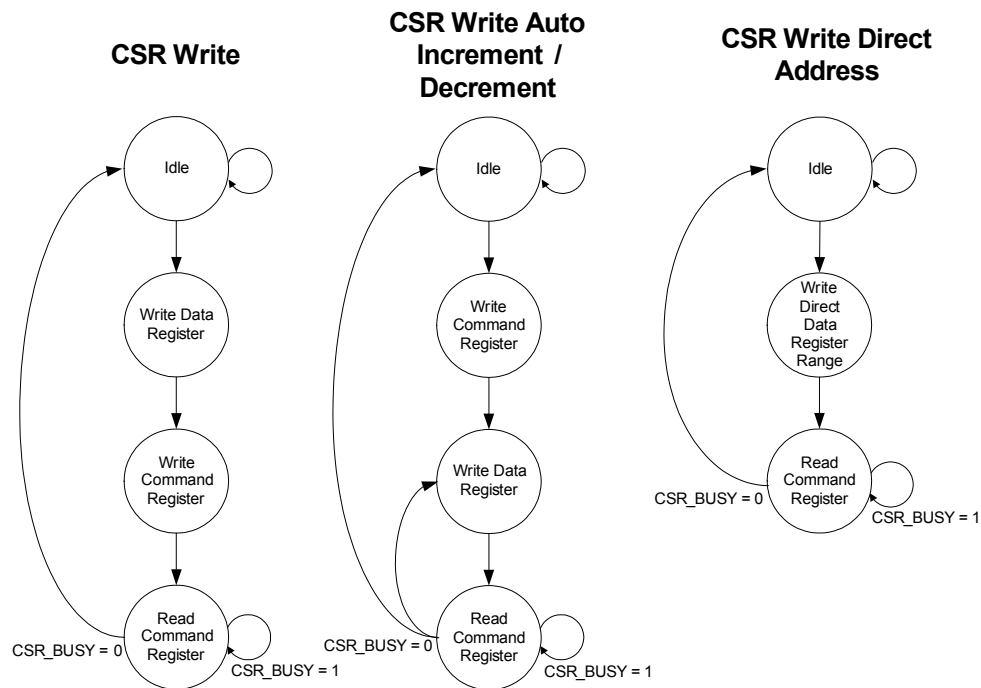 CSR Write
Idle
Write Data
Register
Write
Command
Register
Read
Command
Register
CSR_BUSY = 0
CSR_BUSY = 1
CSR Write Auto
Increment /
Decrement
Idle
Write
Command
Register
Write Data
Register
Read
Command
Register
CSR_BUSY = 0
CSR_BUSY = 1
CSR Write Direct
Address
Idle
Write
Direct
Data
Register
Range
Read
Command
Register
CSR_BUSY = 0
CSR_BUSY = 1